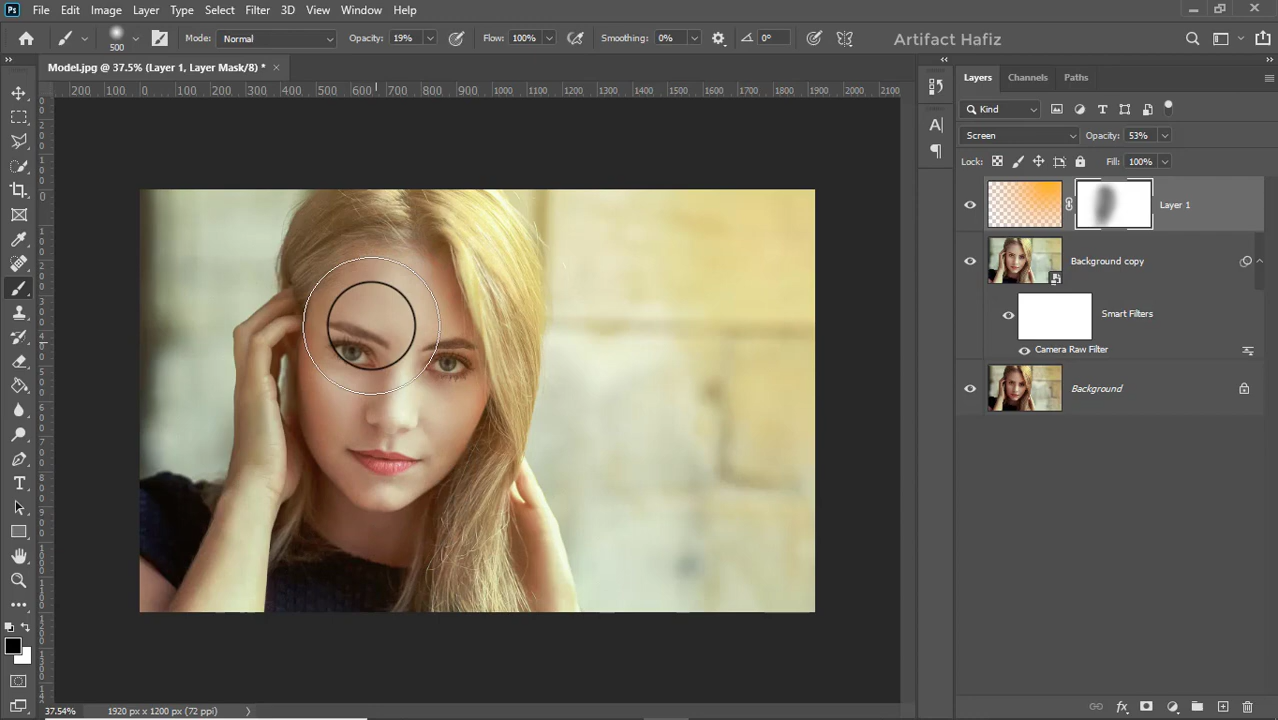 Ps File Edit Image Layer Type Select Filter 3D View Window Help
500 Mode: Normal Opacity: 19% Flow: 100% Smoothing: 0% 0° Artifact Hafiz
Model.jpg @ 37.5% (Layer 1, Layer Mask/8) *
200 100 0 100 200 300 400 500 600 700 800 900 1000 1100 1200 1300 1400 1500 1600 1700 1800 1900 2000 2100
Layers Channels Paths
Kind
Screen Opacity: 53%
Lock: Fill: 100%
Layer 1
Background copy
Smart Filters
Camera Raw Filter
Background
37.54% 1920 px x 1200 px (72 ppi)